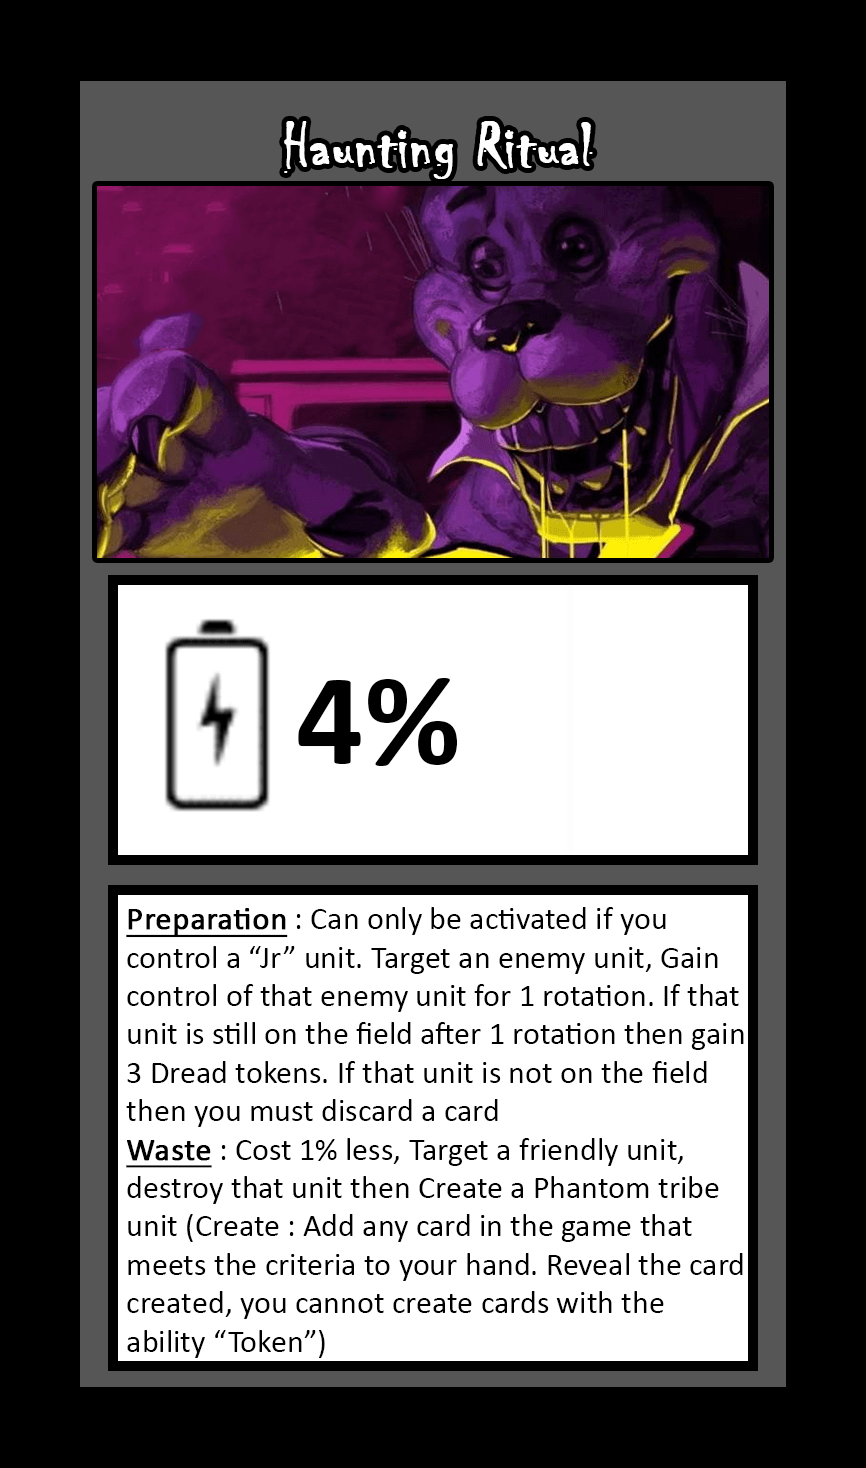 Haunting Ritual
4%
Preparation : Can only be activated if you
control a “Jr” unit. Target an enemy unit, Gain
control of that enemy unit for 1 rotation. If that
unit is still on the field after 1 rotation then gain
3 Dread tokens. If that unit is not on the field
then you must discard a card
Waste : Cost 1% less, Target a friendly unit,
destroy that unit then Create a Phantom tribe
unit (Create : Add any card in the game that
meets the criteria to your hand. Reveal the card
created, you cannot create cards with the
ability “Token”)